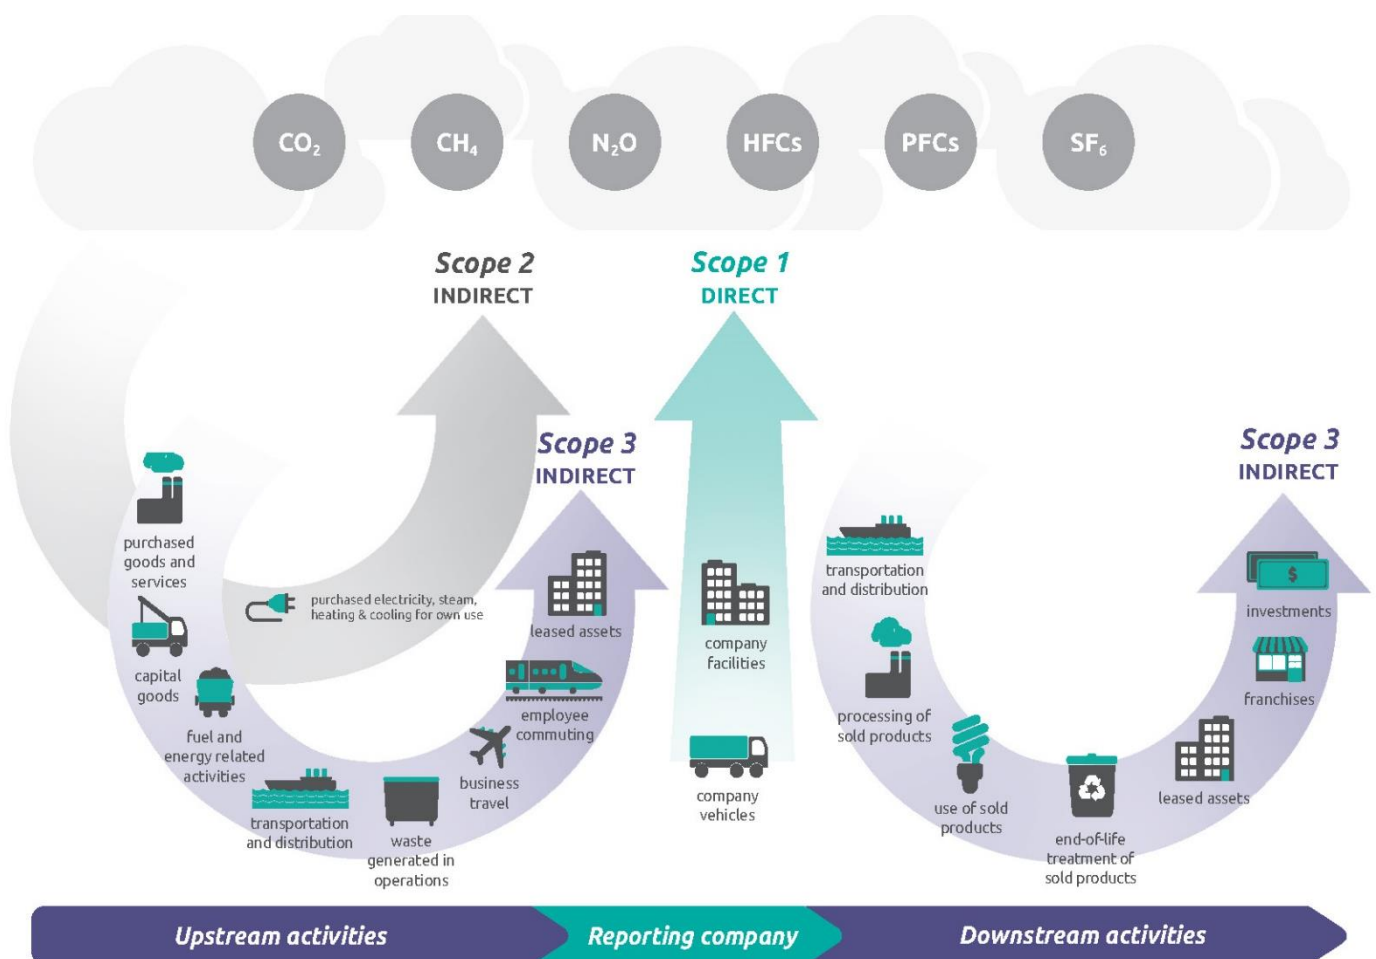 CO₂
CH₄
N₂O
HFCs
PFCs
SF₆
Scope 2
INDIRECT
Scope 1
DIRECT
Scope 3
INDIRECT
Scope 3
INDIRECT
purchased
goods and
services
capital
goods
fuel and
energy related
activities
transportation
and distribution
waste
generated in
operations
business
travel
employee
commuting
leased assets
purchased electricity, steam,
heating & cooling for own use
company
facilities
company
vehicles
transportation
and distribution
processing of
sold products
use of sold
products
end-of-life
treatment of
sold products
leased assets
franchises
investments
$
Upstream activities
Reporting company
Downstream activities